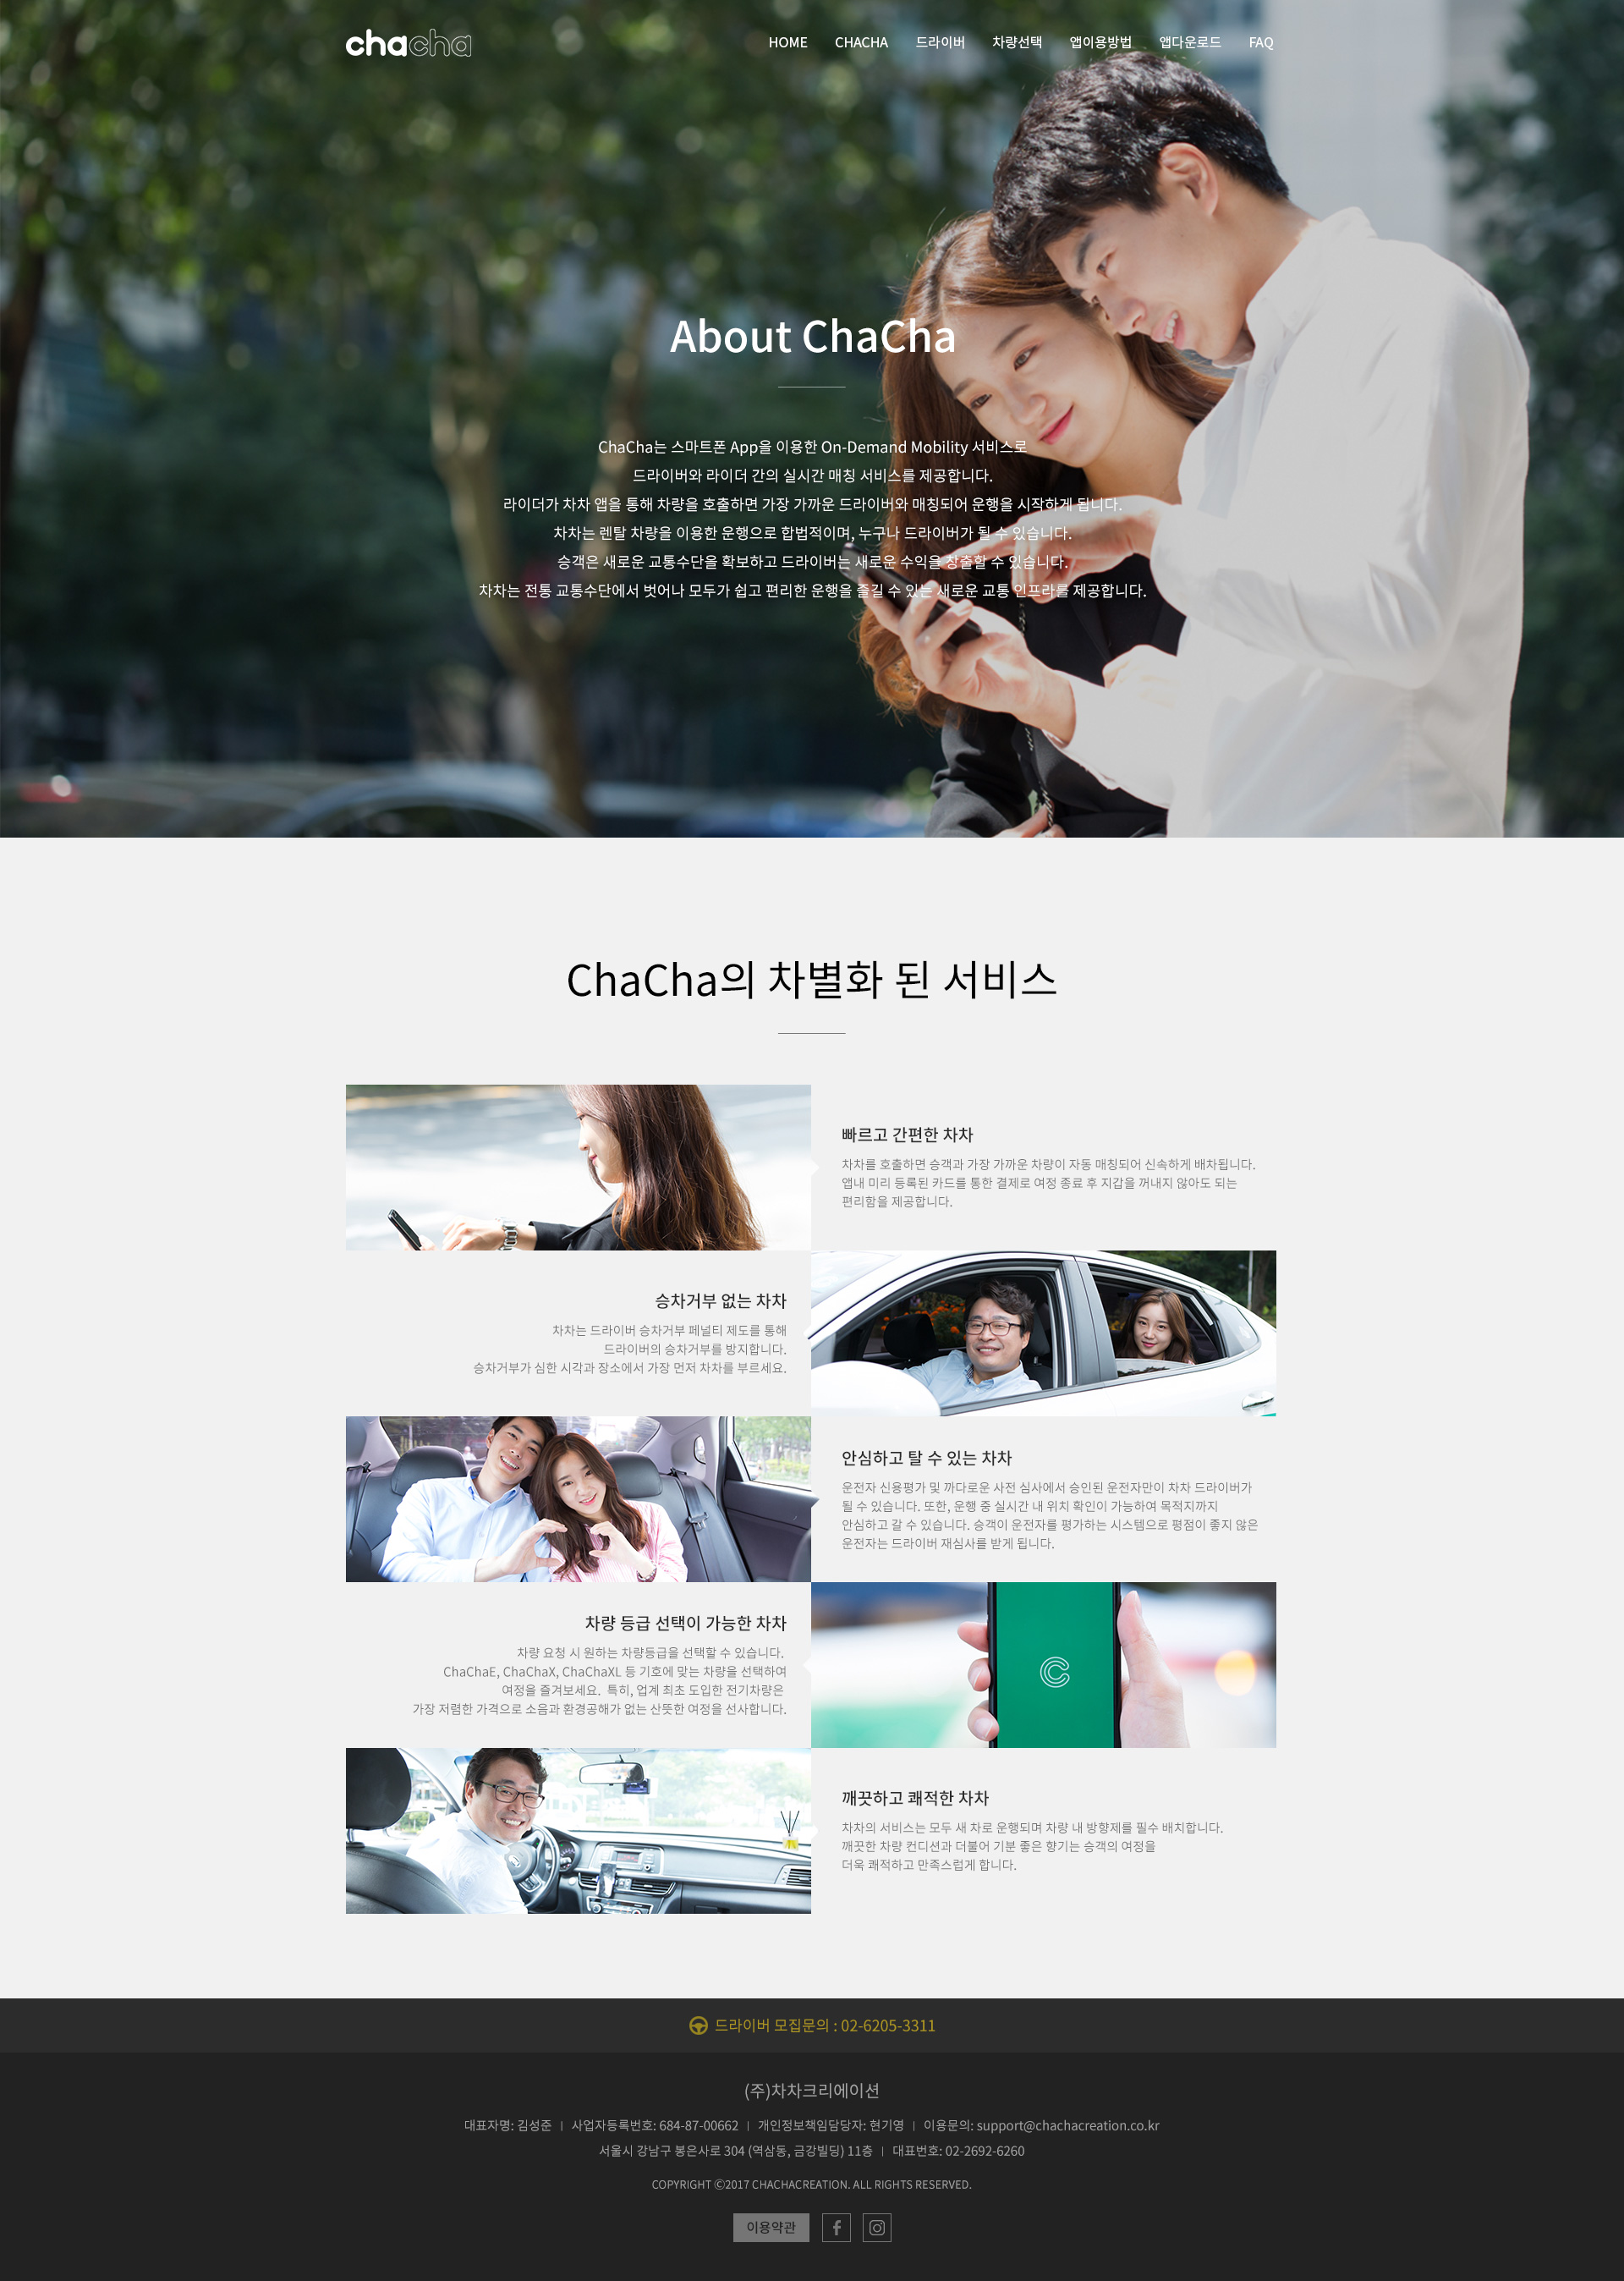 chacha
HOME CHACHA 드라이버 차량선택 앱이용방법 앱다운로드 FAQ
About ChaCha
ChaCha는 스마트폰 App을 이용한 On-Demand Mobility 서비스로
드라이버와 라이더 간의 실시간 매칭 서비스를 제공합니다.
라이더가 차차 앱을 통해 차량을 호출하면 가장 가까운 드라이버와 매칭되어 운행을 시작하게 됩니다.
차차는 렌탈 차량을 이용한 운행으로 합법적이며, 누구나 드라이버가 될 수 있습니다.
승객은 새로운 교통수단을 확보하고 드라이버는 새로운 수익을 창출할 수 있습니다.
차차는 전통 교통수단에서 벗어나 모두가 쉽고 편리한 운행을 즐길 수 있는 새로운 교통 인프라를 제공합니다.
ChaCha의 차별화 된 서비스
빠르고 간편한 차차
차차를 호출하면 승객과 가장 가까운 차량이 자동 매칭되어 신속하게 배차됩니다.
앱내 미리 등록된 카드를 통한 결제로 여정 종료 후 지갑을 꺼내지 않아도 되는
편리함을 제공합니다.
승차거부 없는 차차
차차는 드라이버 승차거부 페널티 제도를 통해
드라이버의 승차거부를 방지합니다.
승차거부가 심한 시각과 장소에서 가장 먼저 차차를 부르세요.
안심하고 탈 수 있는 차차
운전자 신용평가 및 까다로운 사전 심사에서 승인된 운전자만이 차차 드라이버가
될 수 있습니다. 또한, 운행 중 실시간 내 위치 확인이 가능하여 목적지까지
안심하고 갈 수 있습니다. 승객이 운전자를 평가하는 시스템으로 평점이 좋지 않은
운전자는 드라이버 재심사를 받게 됩니다.
차량 등급 선택이 가능한 차차
차량 요청 시 원하는 차량등급을 선택할 수 있습니다.
ChaChaE, ChaChaX, ChaChaXL 등 기호에 맞는 차량을 선택하여
여정을 즐겨보세요. 특히, 업계 최초 도입한 전기차량은
가장 저렴한 가격으로 소음과 환경공해가 없는 산뜻한 여정을 선사합니다.
깨끗하고 쾌적한 차차
차차의 서비스는 모두 새 차로 운행되며 차량 내 방향제를 필수 배치합니다.
깨끗한 차량 컨디션과 더불어 기분 좋은 향기는 승객의 여정을
더욱 쾌적하고 만족스럽게 합니다.
드라이버 모집문의 : 02-6205-3311
(주)차차크리에이션
대표자명: 김성준 | 사업자등록번호: 684-87-00662 | 개인정보책임담당자: 현기영 | 이용문의: support@chachacreation.co.kr
서울시 강남구 봉은사로 304 (역삼동, 금강빌딩) 11층 | 대표번호: 02-2692-6260
COPYRIGHT ⓒ2017 CHACHACREATION. ALL RIGHTS RESERVED.
이용약관